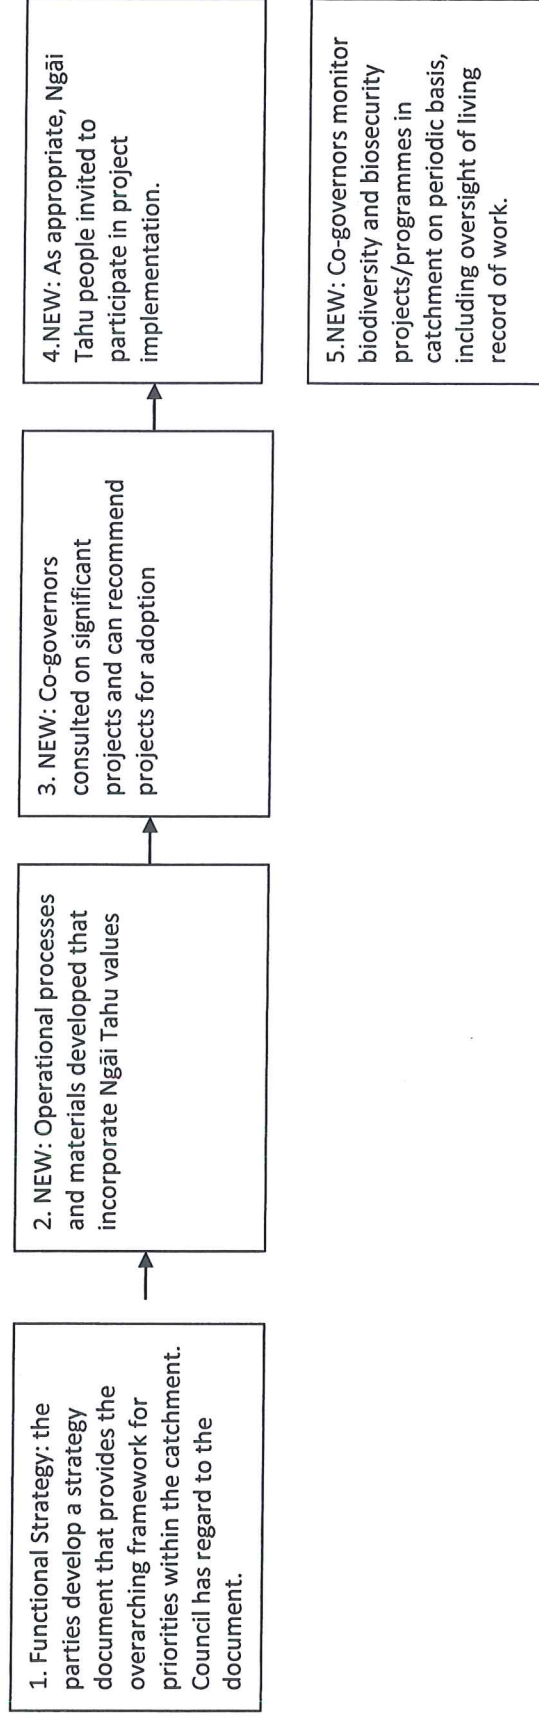 1. Functional Strategy: the
parties develop a strategy
document that provides the
overarching framework for
priorities within the catchment.
Council has regard to the
document.
2. NEW: Operational processes
and materials developed that
incorporate Ngāi Tahu values
3. NEW: Co-governors
consulted on significant
projects and can recommend
projects for adoption
4.NEW: As appropriate, Ngāi
Tahu people invited to
participate in project
implementation.
5.NEW: Co-governors monitor
biodiversity and biosecurity
projects/programmes in
catchment on periodic basis,
including oversight of living
record of work.